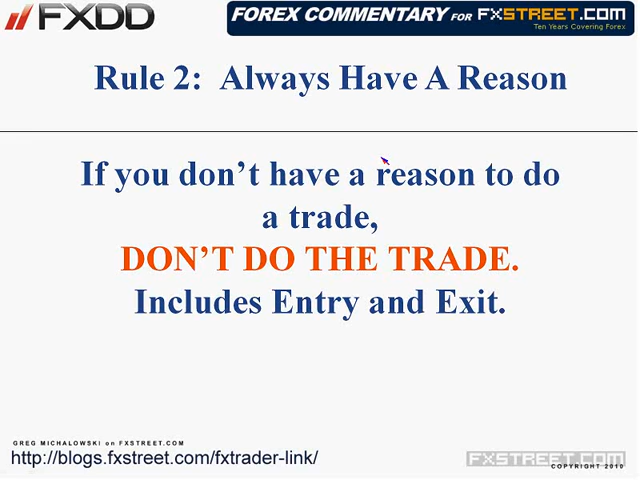 FXDD
FOREX COMMENTARY FOR FXSTREET.COM
Ten Years Covering Forex
Rule 2: Always Have A Reason
If you don't have a reason to do
a trade,
DON'T DO THE TRADE.
Includes Entry and Exit.
GREG MICHALOWSKI on FXSTREET.COM
http://blogs.fxstreet.com/fxtrader-link/
FXSTREET.COM
COPYRIGHT 2010